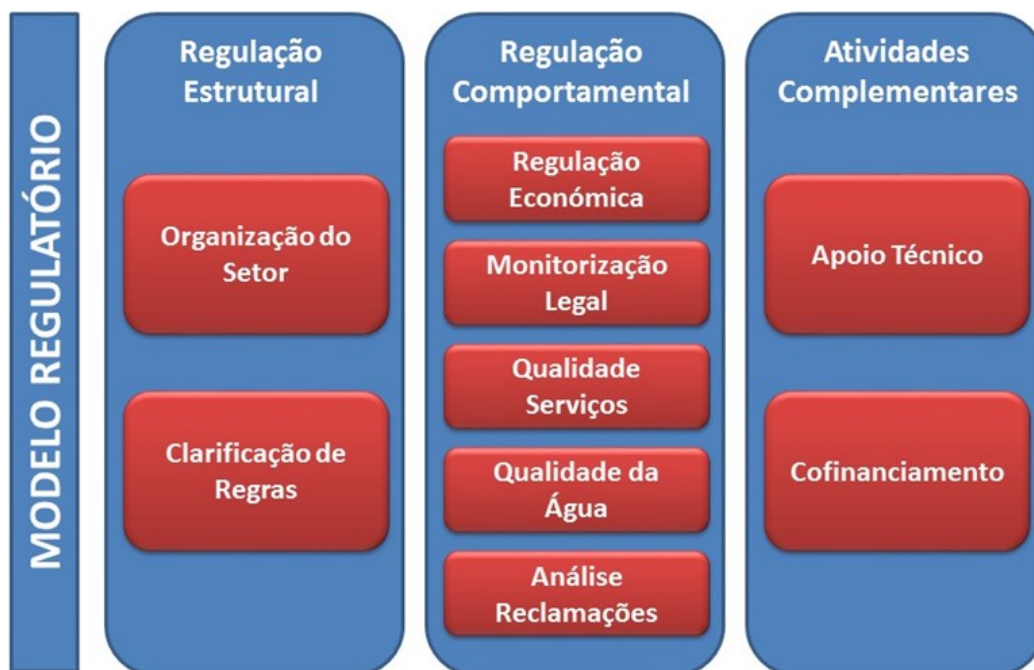 MODELO REGULATÓRIO
Regulação
Estrutural
Organização do
Setor
Clarificação de
Regras
Regulação
Comportamental
Regulação
Económica
Monitorização
Legal
Qualidade
Serviços
Qualidade da
Água
Análise
Reclamações
Atividades
Complementares
Apoio Técnico
Cofinanciamento